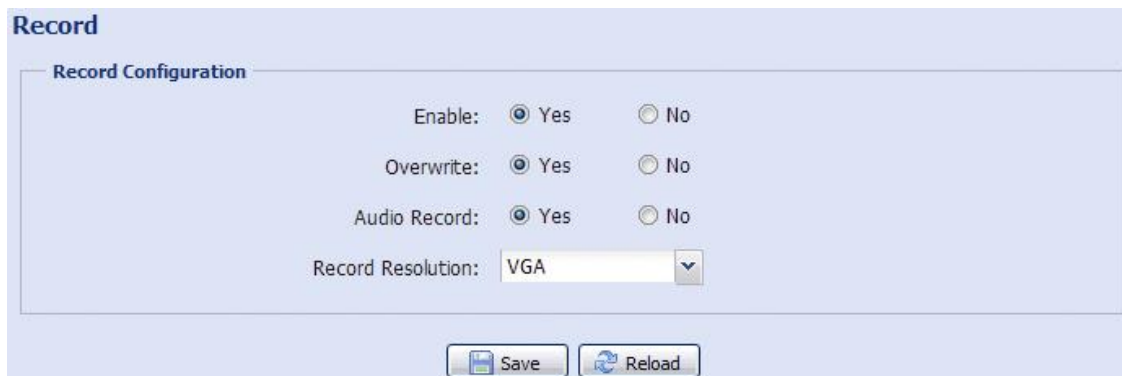 Record
Record Configuration
Enable: Yes No
Overwrite: Yes No
Audio Record: Yes No
Record Resolution: VGA
Save Reload